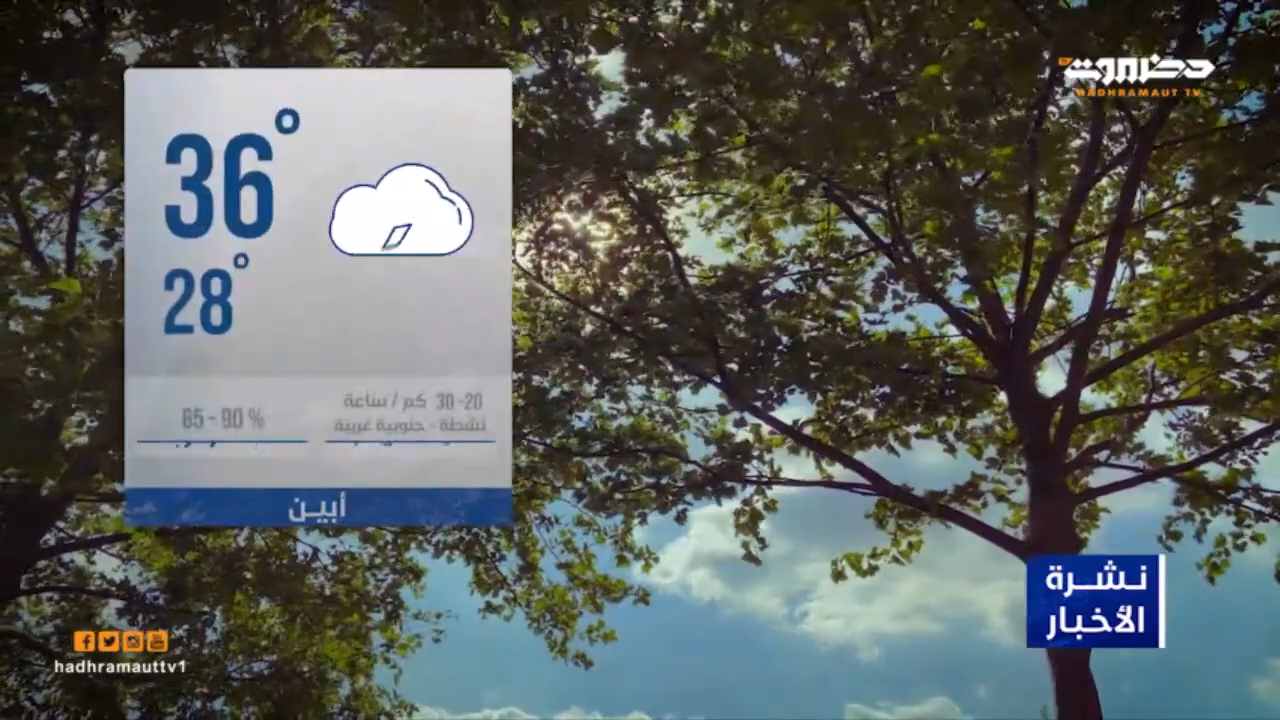 حضرموت
HADHRAMAUT TV
36°
28°
30-20 كم / ساعة
نشطة - جنوبية غربية
65 - 90 %
أبين
نشرة
الأخبار
hadhramauttv1